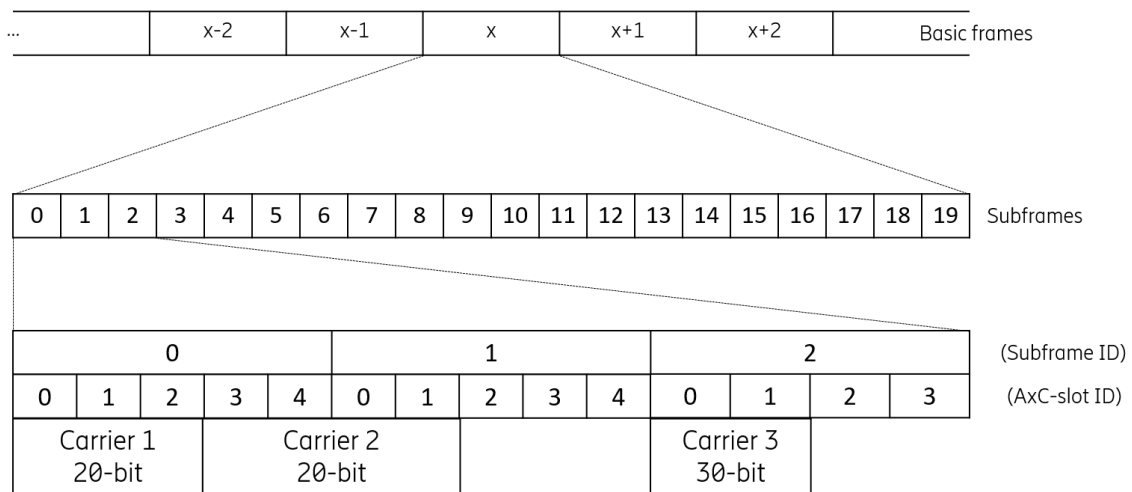 ... x-2 x-1 x x+1 x+2 Basic frames
0 1 2 3 4 5 6 7 8 9 10 11 12 13 14 15 16 17 18 19 Subframes
0 1 2 (Subframe ID)
0 1 2 3 4 0 1 2 3 4 0 1 2 3 (AxC-slot ID)
Carrier 1 Carrier 2 Carrier 3
20-bit 20-bit 30-bit